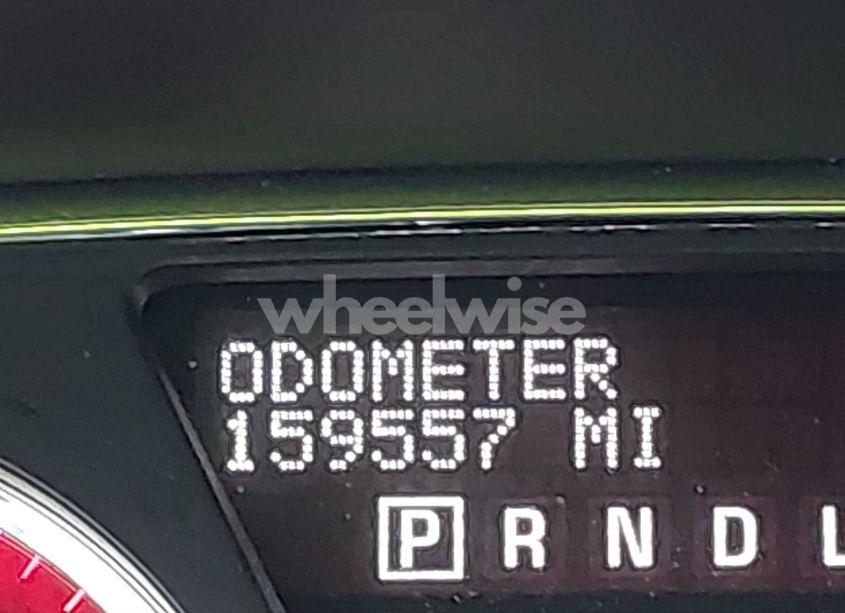 wheelwise
ODOMETER
159557 MI
P R N D L